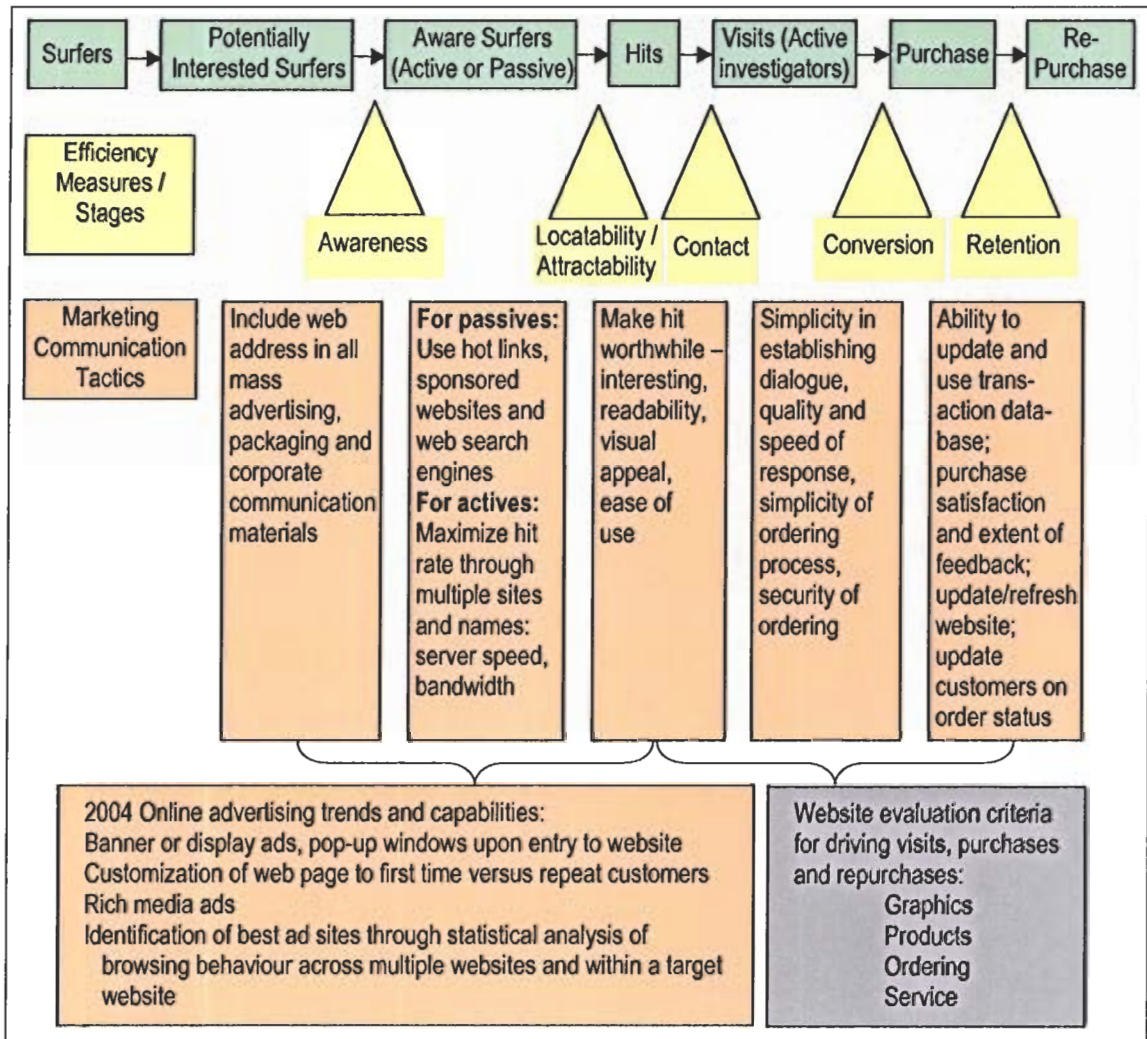 Surfers
Potentially
Interested Surfers
Aware Surfers
(Active or Passive)
Hits
Visits (Active
investigators)
Purchase
Re-
Purchase
Efficiency
Measures /
Stages
Awareness
Locatability /
Attractability
Contact
Conversion
Retention
Marketing
Communication
Tactics
Include web
address in all
mass
advertising,
packaging and
corporate
communication
materials
For passives:
Use hot links,
sponsored
websites and
web search
engines
For actives:
Maximize hit
rate through
multiple sites
and names:
server speed,
bandwidth
Make hit
worthwhile –
interesting,
readability,
visual
appeal,
ease of
use
Simplicity in
establishing
dialogue,
quality and
speed of
response,
simplicity of
ordering
process,
security of
ordering
Ability to
update and
use trans-
action data-
base;
purchase
satisfaction
and extent of
feedback;
update/refresh
website;
update
customers on
order status
2004 Online advertising trends and capabilities:
Banner or display ads, pop-up windows upon entry to website
Customization of web page to first time versus repeat customers
Rich media ads
Identification of best ad sites through statistical analysis of
browsing behaviour across multiple websites and within a target
website
Website evaluation criteria
for driving visits, purchases
and repurchases:
Graphics
Products
Ordering
Service